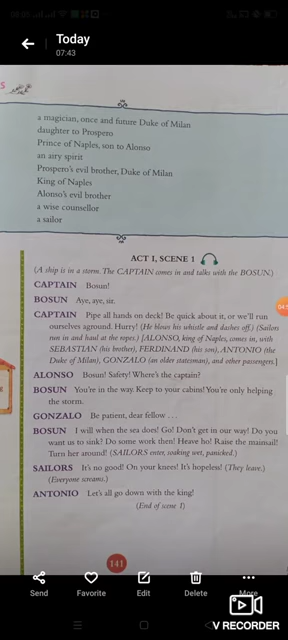 Today
07:43
a magician, once and future Duke of Milan
daughter to Prospero
Prince of Naples, son to Alonso
an airy spirit
Prospero's evil brother, Duke of Milan
King of Naples
Alonso's evil brother
a wise counsellor
a sailor
ACT I, SCENE 1
(A ship is in a storm. The CAPTAIN comes in and talks with the BOSUN)
CAPTAIN Bosun!
BOSUN Aye, aye, sir.
CAPTAIN Pipe all hands on deck! Be quick about it, or we'll run
ourselves aground. Hurry! (He blows his whistle and dashes off.) (Sailors
run in and haul at the ropes.) [ALONSO, king of Naples, comes in, with
SEBASTIAN (his brother), FERDINAND (his son), ANTONIO (the
Duke of Milan), GONZALO (an older statesman), and other passengers.]
ALONSO Bosun! Safety! Where's the captain?
BOSUN You're in the way. Keep to your cabins! You're only helping
the storm.
GONZALO Be patient, dear fellow . . .
BOSUN I will when the sea does! Go! Don't get in our way! Do you
want us to sink? Do some work then! Heave ho! Raise the mainsail!
Turn her around! (SAILORS enter, soaking wet, panicked.)
SAILORS It's no good! On your knees! It's hopeless! (They leave.)
(Everyone screams.)
ANTONIO Let's all go down with the king!
(End of scene 1)
141
Send Favorite Edit Delete More
V RECORDER